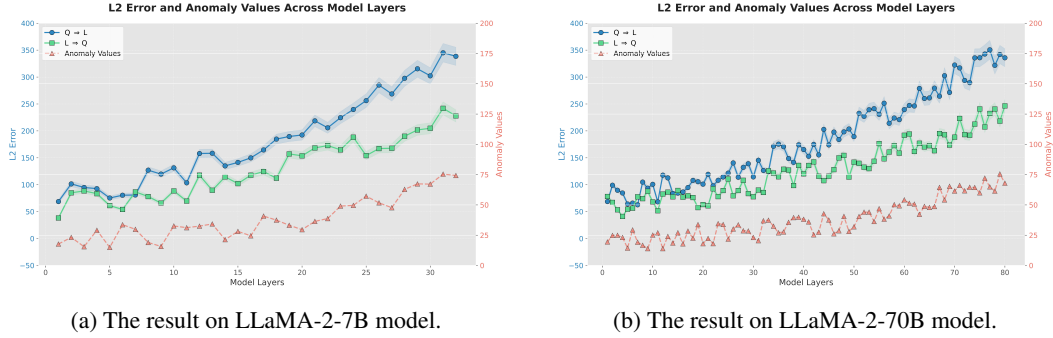 L2 Error and Anomaly Values Across Model Layers
400
350
300
250
200
150
100
50
0
−50
L2 Error
200
175
150
125
100
75
50
25
0
Anomaly Values
Q ⇒ L
L ⇒ Q
Anomaly Values
0 5 10 15 20 25 30
Model Layers
(a) The result on LLaMA-2-7B model.
L2 Error and Anomaly Values Across Model Layers
400
350
300
250
200
150
100
50
0
−50
L2 Error
200
175
150
125
100
75
50
25
0
Anomaly Values
Q ⇒ L
L ⇒ Q
Anomaly Values
0 10 20 30 40 50 60 70 80
Model Layers
(b) The result on LLaMA-2-70B model.